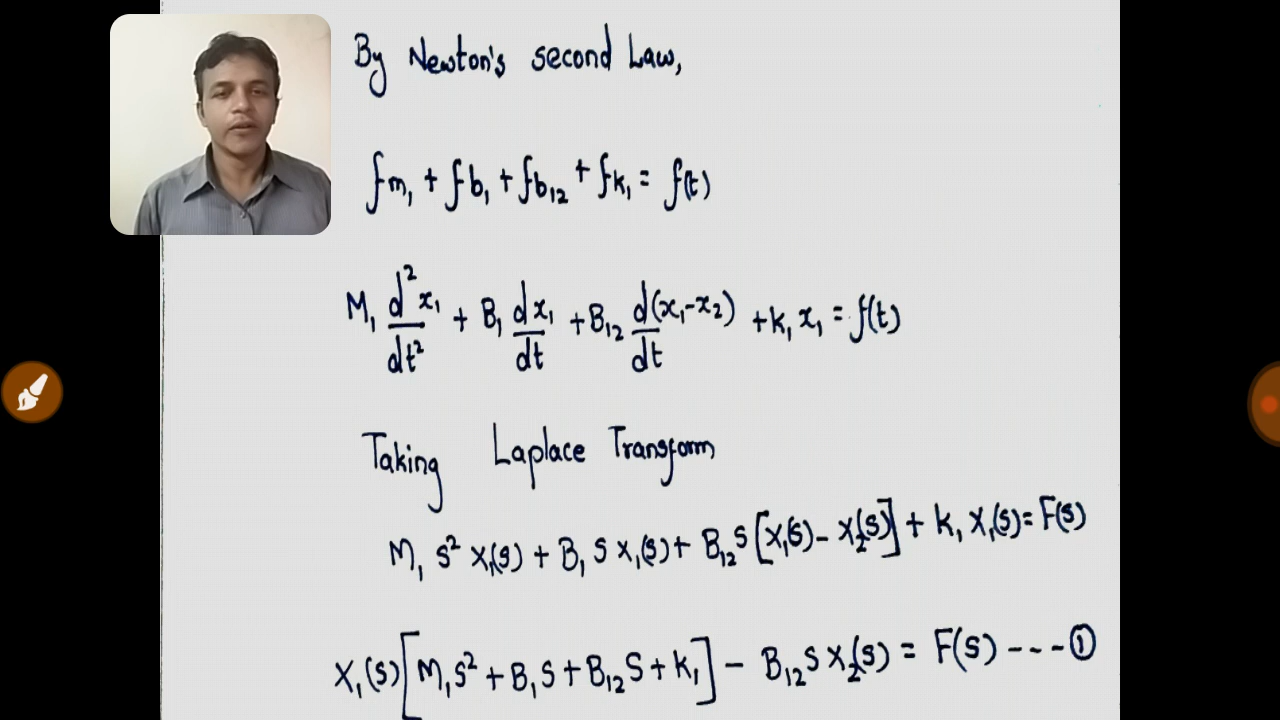 By Newton's second Law,
fm₁ + fb₁ + fb₁₂ + fk₁ = f(t)
M₁ d²x₁/dt² + B₁ dx₁/dt + B₁₂ d(x₁-x₂)/dt + k₁ x₁ = f(t)
Taking Laplace Transform
M₁ s² X₁(s) + B₁ s X₁(s) + B₁₂ s [X₁(s) - X₂(s)] + k₁ X₁(s) = F(s)
X₁(s) [M₁s² + B₁s + B₁₂s + k₁] - B₁₂ s X₂(s) = F(s) ---- ①